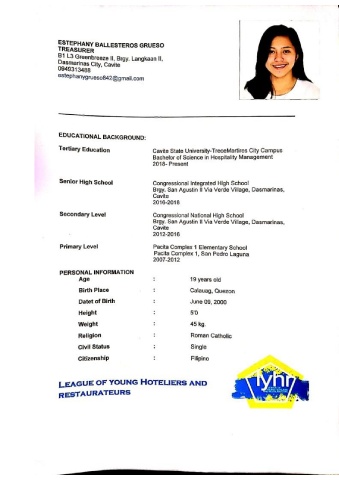 ESTEPHANY BALLESTEROS GRUESO
TREASURER
B1 L3 Greenbreeze II, Brgy. Langkaan II,
Dasmarinas City, Cavite
0949313488
estephanygrueso842@gmail.com
EDUCATIONAL BACKGROUND:
Tertiary Education Cavite State University-TreceMartires City Campus
Bachelor of Science in Hospitality Management
2018- Present
Senior High School Congressional Integrated High School
Brgy. San Agustin II Via Verde Village, Dasmarinas,
Cavite
2016-2018
Secondary Level Congressional National High School
Brgy. San Agustin II Via Verde Village, Dasmarinas,
Cavite
2012-2016
Primary Level Pacita Complex 1 Elementary School
Pacita Complex 1, San Pedro Laguna
2007-2012
PERSONAL INFORMATION
Age : 19 years old
Birth Place : Calauag, Quezon
Datet of Birth : June 09, 2000
Height : 5'0
Weight : 45 kg.
Religion : Roman Catholic
Civil Status : Single
Citizenship : Filipino
LEAGUE OF YOUNG HOTELIERS AND
RESTAURATEURS
lyhr